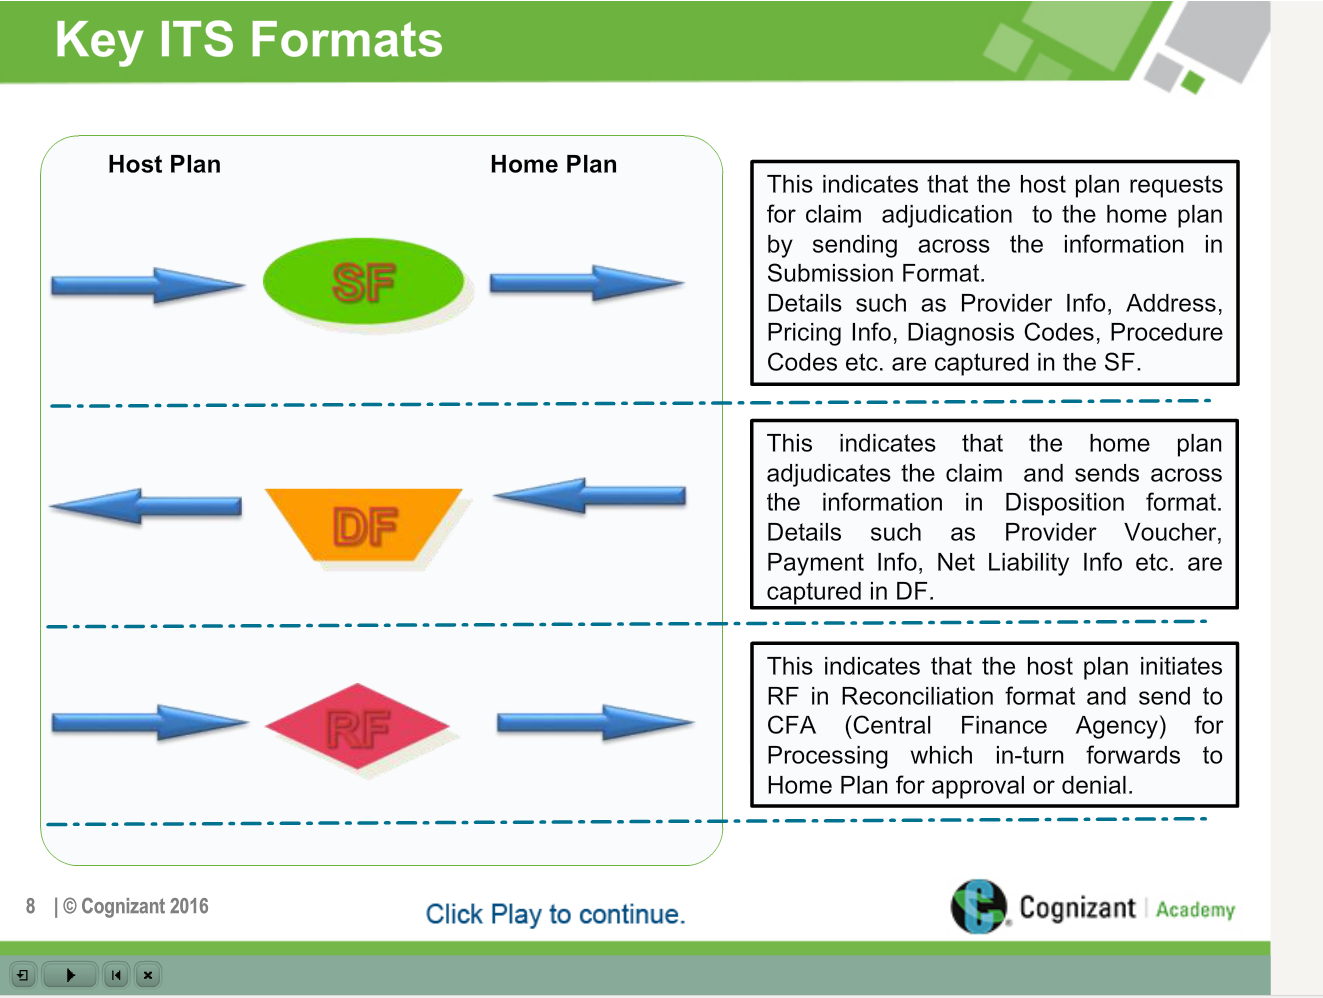 Key ITS Formats
Host Plan
Home Plan
SF
This indicates that the host plan requests
for claim adjudication to the home plan
by sending across the information in
Submission Format.
Details such as Provider Info, Address,
Pricing Info, Diagnosis Codes, Procedure
Codes etc. are captured in the SF.
DF
This indicates that the home plan
adjudicates the claim and sends across
the information in Disposition format.
Details such as Provider Voucher,
Payment Info, Net Liability Info etc. are
captured in DF.
RF
This indicates that the host plan initiates
RF in Reconciliation format and send to
CFA (Central Finance Agency) for
Processing which in-turn forwards to
Home Plan for approval or denial.
8 | © Cognizant 2016
Click Play to continue.
C ® Cognizant | Academy